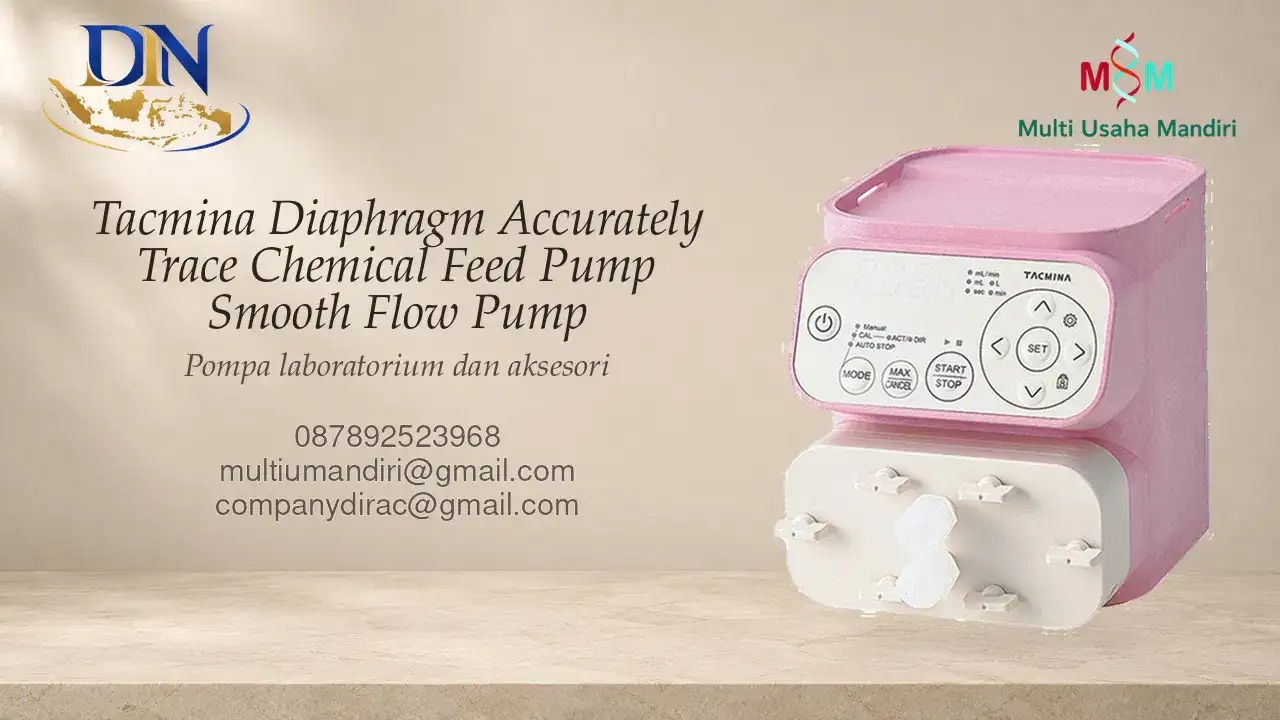 DIN
M M
Multi Usaha Mandiri
Tacmina Diaphragm Accurately
Trace Chemical Feed Pump
Smooth Flow Pump
Pompa laboratorium dan aksesori
087892523968
multiumandiri@gmail.com
companydirac@gmail.com
mL/min
mL L
sec min
TACMINA
Manual
CAL ACT/ DIR
AUTO STOP
MODE
MAX
CANCEL
START
STOP
SET